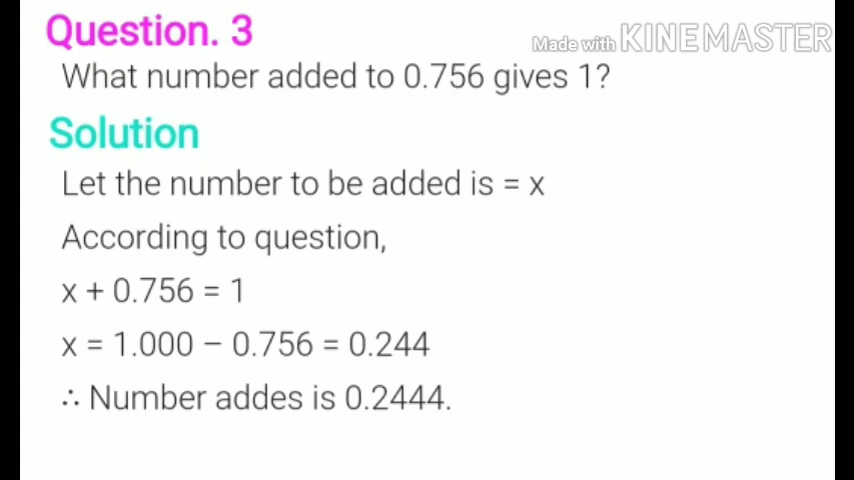 Question. 3
Made with KINEMASTER
What number added to 0.756 gives 1?
Solution
Let the number to be added is = x
According to question,
x + 0.756 = 1
x = 1.000 – 0.756 = 0.244
∴ Number addes is 0.2444.